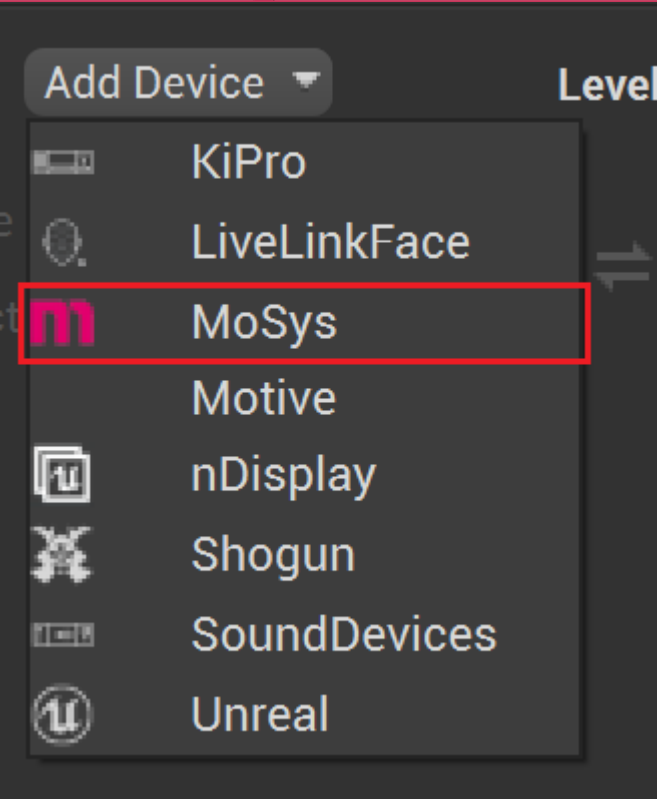 Add Device
Level
KiPro
LiveLinkFace
MoSys
Motive
nDisplay
Shogun
SoundDevices
Unreal